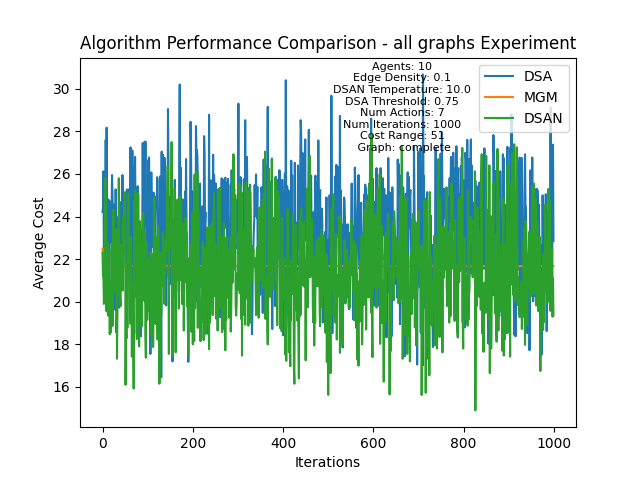 Algorithm Performance Comparison - all graphs Experiment
Agents: 10
Edge Density: 0.1
DSAN Temperature: 10.0
DSA Threshold: 0.75
Num Actions: 7
Num Iterations: 1000
Cost Range: 51
Graph: complete
DSA
MGM
DSAN
Average Cost
30
28
26
24
22
20
18
16
0
200
400
600
800
1000
Iterations